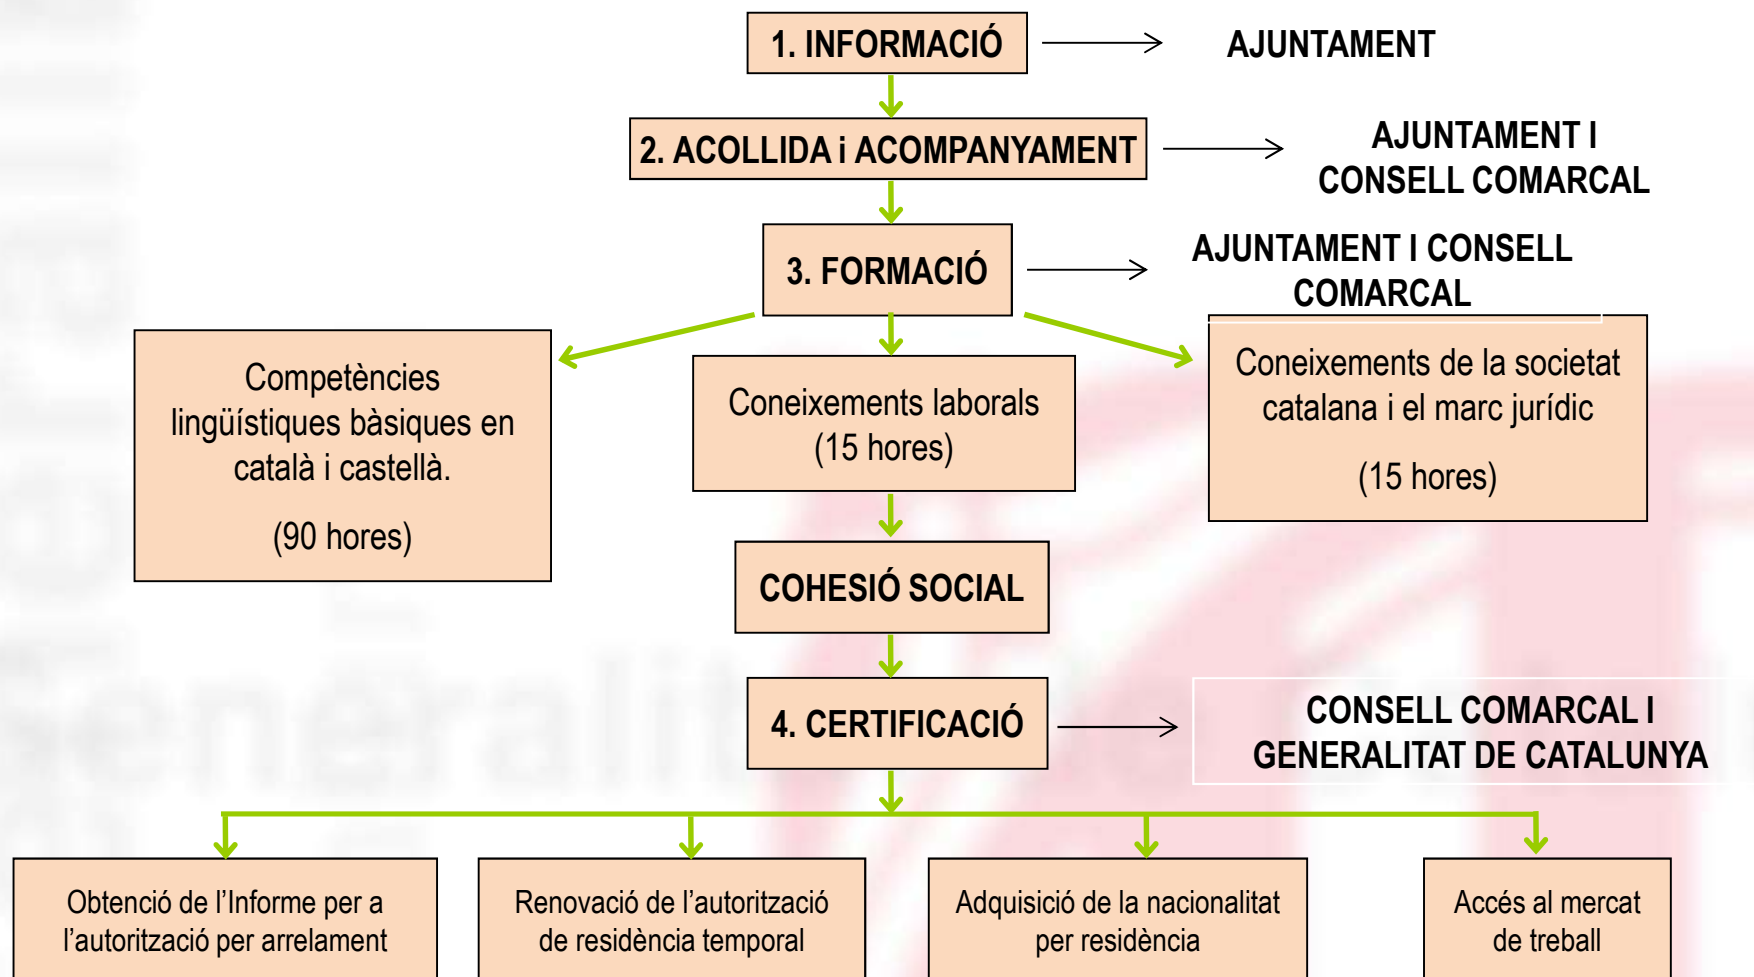 1. INFORMACIÓ
AJUNTAMENT
2. ACOLLIDA i ACOMPANYAMENT
AJUNTAMENT I
CONSELL COMARCAL
3. FORMACIÓ
AJUNTAMENT I CONSELL
COMARCAL
Competències
lingüístiques bàsiques en
català i castellà.
(90 hores)
Coneixements laborals
(15 hores)
Coneixements de la societat
catalana i el marc jurídic
(15 hores)
COHESIÓ SOCIAL
4. CERTIFICACIÓ
CONSELL COMARCAL I
GENERALITAT DE CATALUNYA
Obtenció de l’Informe per a
l’autorització per arrelament
Renovació de l’autorització
de residència temporal
Adquisició de la nacionalitat
per residència
Accés al mercat
de treball